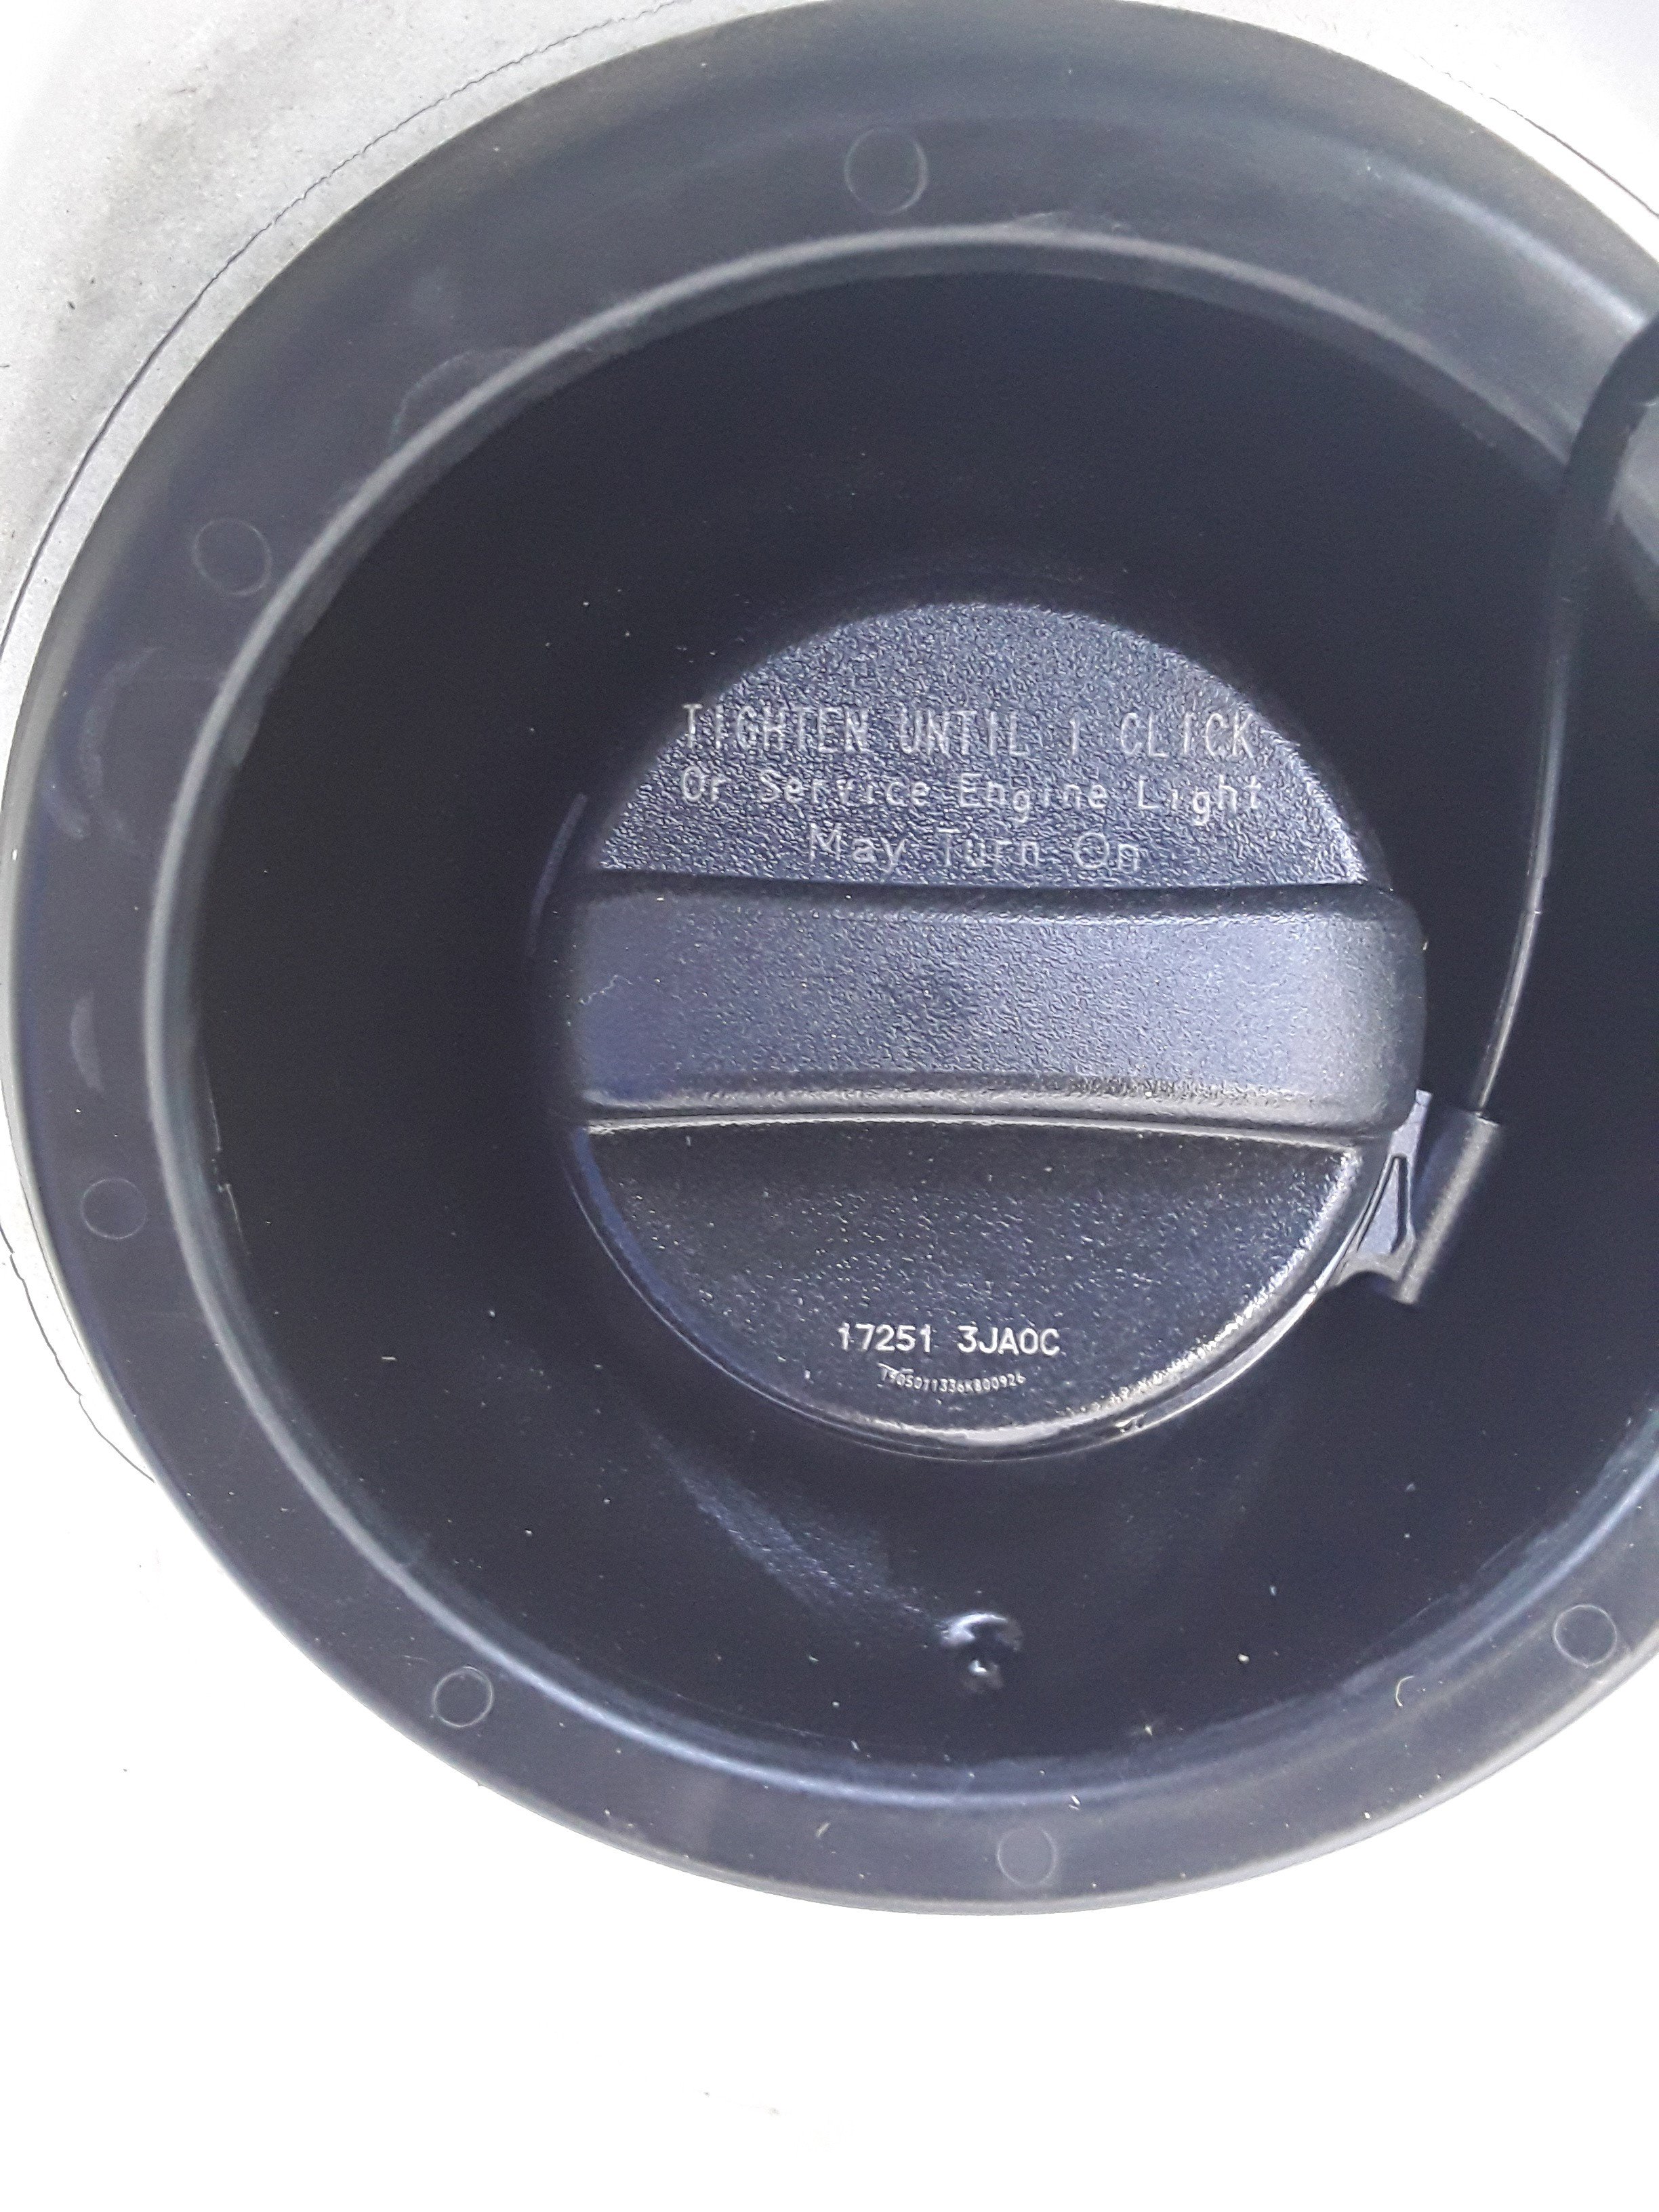 TIGHTEN UNTIL 1 CLICK
Or Service Engine Light
May Turn On
17251 3JA0C